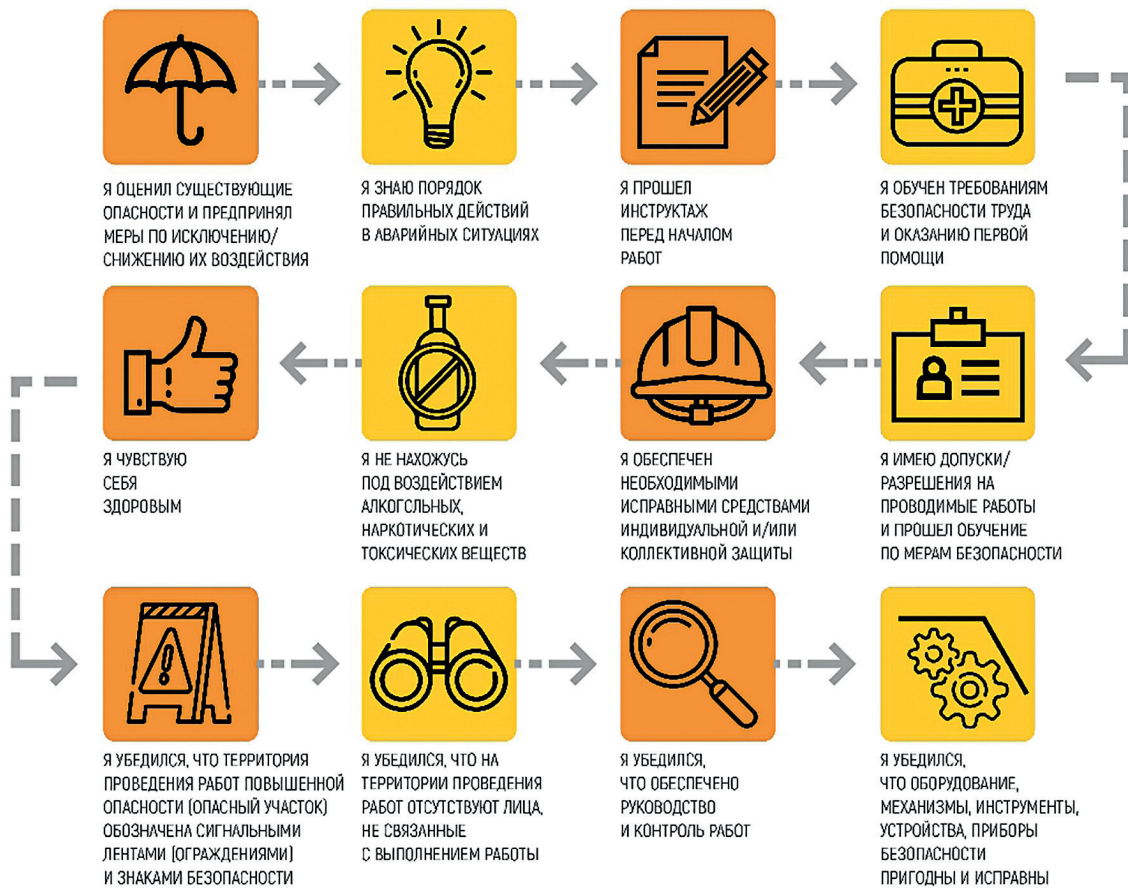 Я ОЦЕНИЛ СУЩЕСТВУЮЩИЕ
ОПАСНОСТИ И ПРЕДПРИНЯЛ
МЕРЫ ПО ИСКЛЮЧЕНИЮ/
СНИЖЕНИЮ ИХ ВОЗДЕЙСТВИЯ
Я ЗНАЮ ПОРЯДОК
ПРАВИЛЬНЫХ ДЕЙСТВИЙ
В АВАРИЙНЫХ СИТУАЦИЯХ
Я ПРОШЕЛ
ИНСТРУКТАЖ
ПЕРЕД НАЧАЛОМ
РАБОТ
Я ОБУЧЕН ТРЕБОВАНИЯМ
БЕЗОПАСНОСТИ ТРУДА
И ОКАЗАНИЮ ПЕРВОЙ
ПОМОЩИ
Я ИМЕЮ ДОПУСКИ/
РАЗРЕШЕНИЯ НА
ПРОВОДИМЫЕ РАБОТЫ
И ПРОШЕЛ ОБУЧЕНИЕ
ПО МЕРАМ БЕЗОПАСНОСТИ
Я ОБЕСПЕЧЕН
НЕОБХОДИМЫМИ
ИСПРАВНЫМИ СРЕДСТВАМИ
ИНДИВИДУАЛЬНОЙ И/ИЛИ
КОЛЛЕКТИВНОЙ ЗАЩИТЫ
Я НЕ НАХОЖУСЬ
ПОД ВОЗДЕЙСТВИЕМ
АЛКОГОЛЬНЫХ,
НАРКОТИЧЕСКИХ И
ТОКСИЧЕСКИХ ВЕЩЕСТВ
Я ЧУВСТВУЮ
СЕБЯ
ЗДОРОВЫМ
Я УБЕДИЛСЯ, ЧТО ТЕРРИТОРИЯ
ПРОВЕДЕНИЯ РАБОТ ПОВЫШЕННОЙ
ОПАСНОСТИ (ОПАСНЫЙ УЧАСТОК)
ОБОЗНАЧЕНА СИГНАЛЬНЫМИ
ЛЕНТАМИ (ОГРАЖДЕНИЯМИ)
И ЗНАКАМИ БЕЗОПАСНОСТИ
Я УБЕДИЛСЯ, ЧТО НА
ТЕРРИТОРИИ ПРОВЕДЕНИЯ
РАБОТ ОТСУТСТВУЮТ ЛИЦА,
НЕ СВЯЗАННЫЕ
С ВЫПОЛНЕНИЕМ РАБОТЫ
Я УБЕДИЛСЯ,
ЧТО ОБЕСПЕЧЕНО
РУКОВОДСТВО
И КОНТРОЛЬ РАБОТ
Я УБЕДИЛСЯ,
ЧТО ОБОРУДОВАНИЕ,
МЕХАНИЗМЫ, ИНСТРУМЕНТЫ,
УСТРОЙСТВА, ПРИБОРЫ
БЕЗОПАСНОСТИ
ПРИГОДНЫ И ИСПРАВНЫ